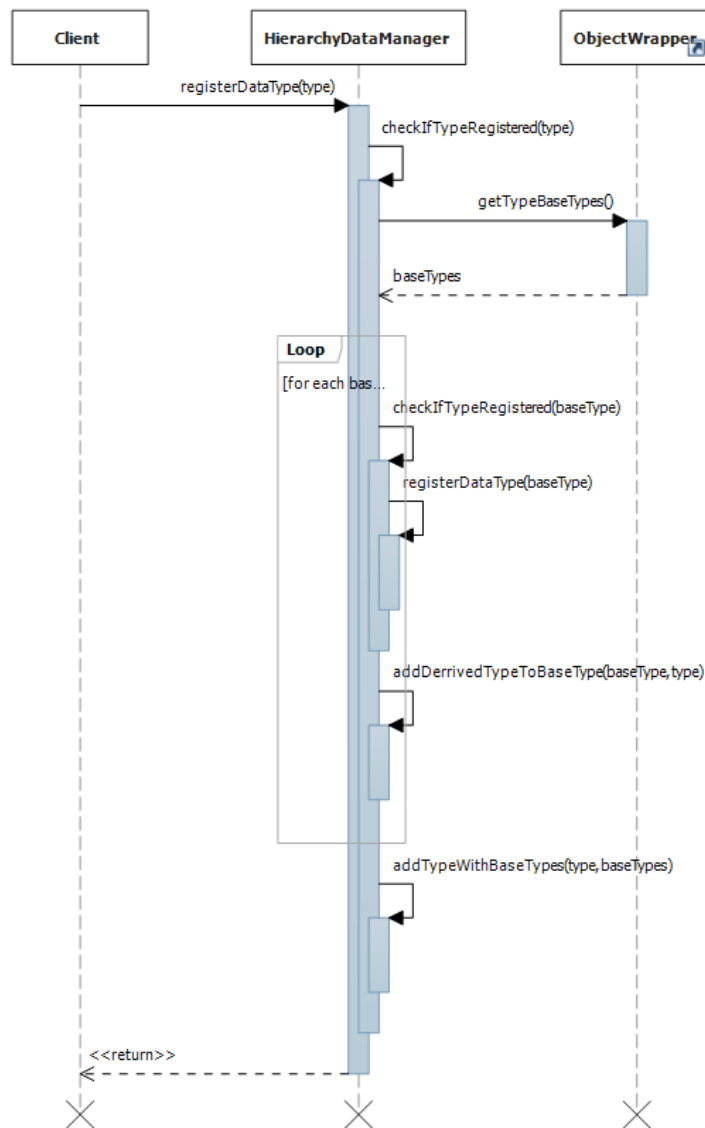 Client
HierarchyDataManager
ObjectWrapper
registerDataType(type)
checkIfTypeRegistered(type)
getTypeBaseTypes()
baseTypes
Loop
[for each bas...
checkIfTypeRegistered(baseType)
registerDataType(baseType)
addDerrivedTypeToBaseType(baseType,type)
addTypeWithBaseTypes(type,baseTypes)
<<return>>